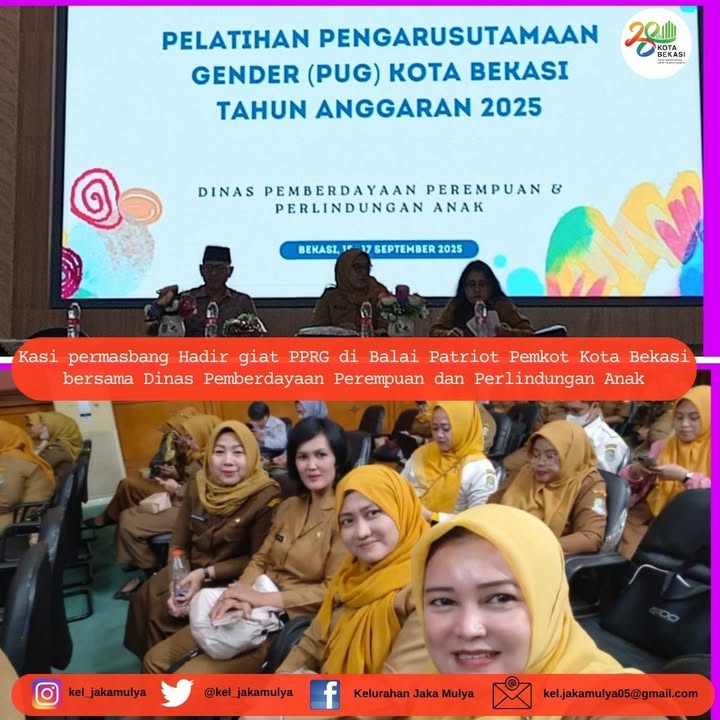 PELATIHAN PENGARUSUTAMAAN
GENDER (PUG) KOTA BEKASI
TAHUN ANGGARAN 2025
28
KOTA
BEKASI
DINAS PEMBERDAYAAN PEREMPUAN &
PERLINDUNGAN ANAK
BEKASI, 17 SEPTEMBER 2025
Kasi permasbang Hadir giat PPRG di Balai Patriot Pemkot Kota Bekasi
bersama Dinas Pemberdayaan Perempuan dan Perlindungan Anak
kel_jakamulya
@kel_jakamulya
Kelurahan Jaka Mulya
kel.jakamulya05@gmail.com